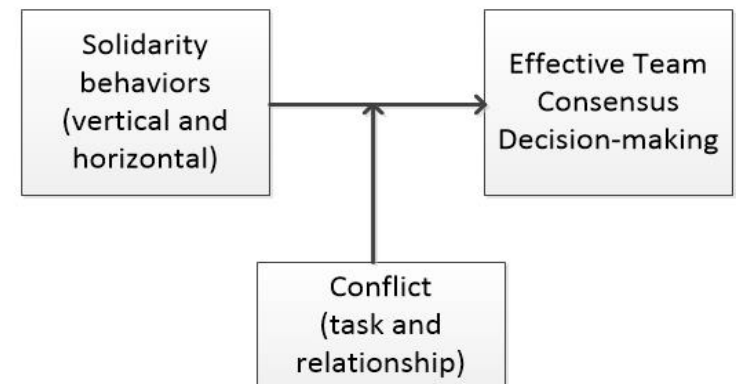 Solidarity
behaviors
(vertical and
horizontal)
Effective Team
Consensus
Decision-making
Conflict
(task and
relationship)